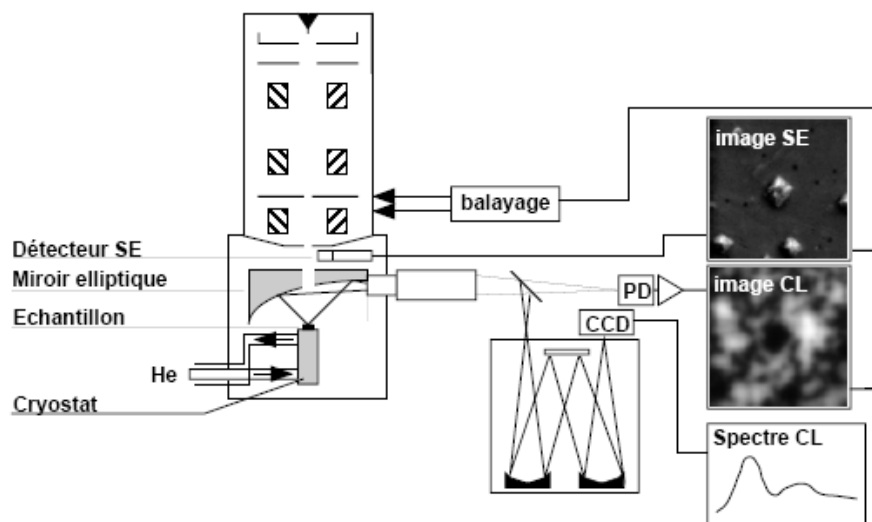 image SE
balayage
Détecteur SE
Miroir elliptique
PD
image CL
Echantillon
CCD
He
Cryostat
Spectre CL